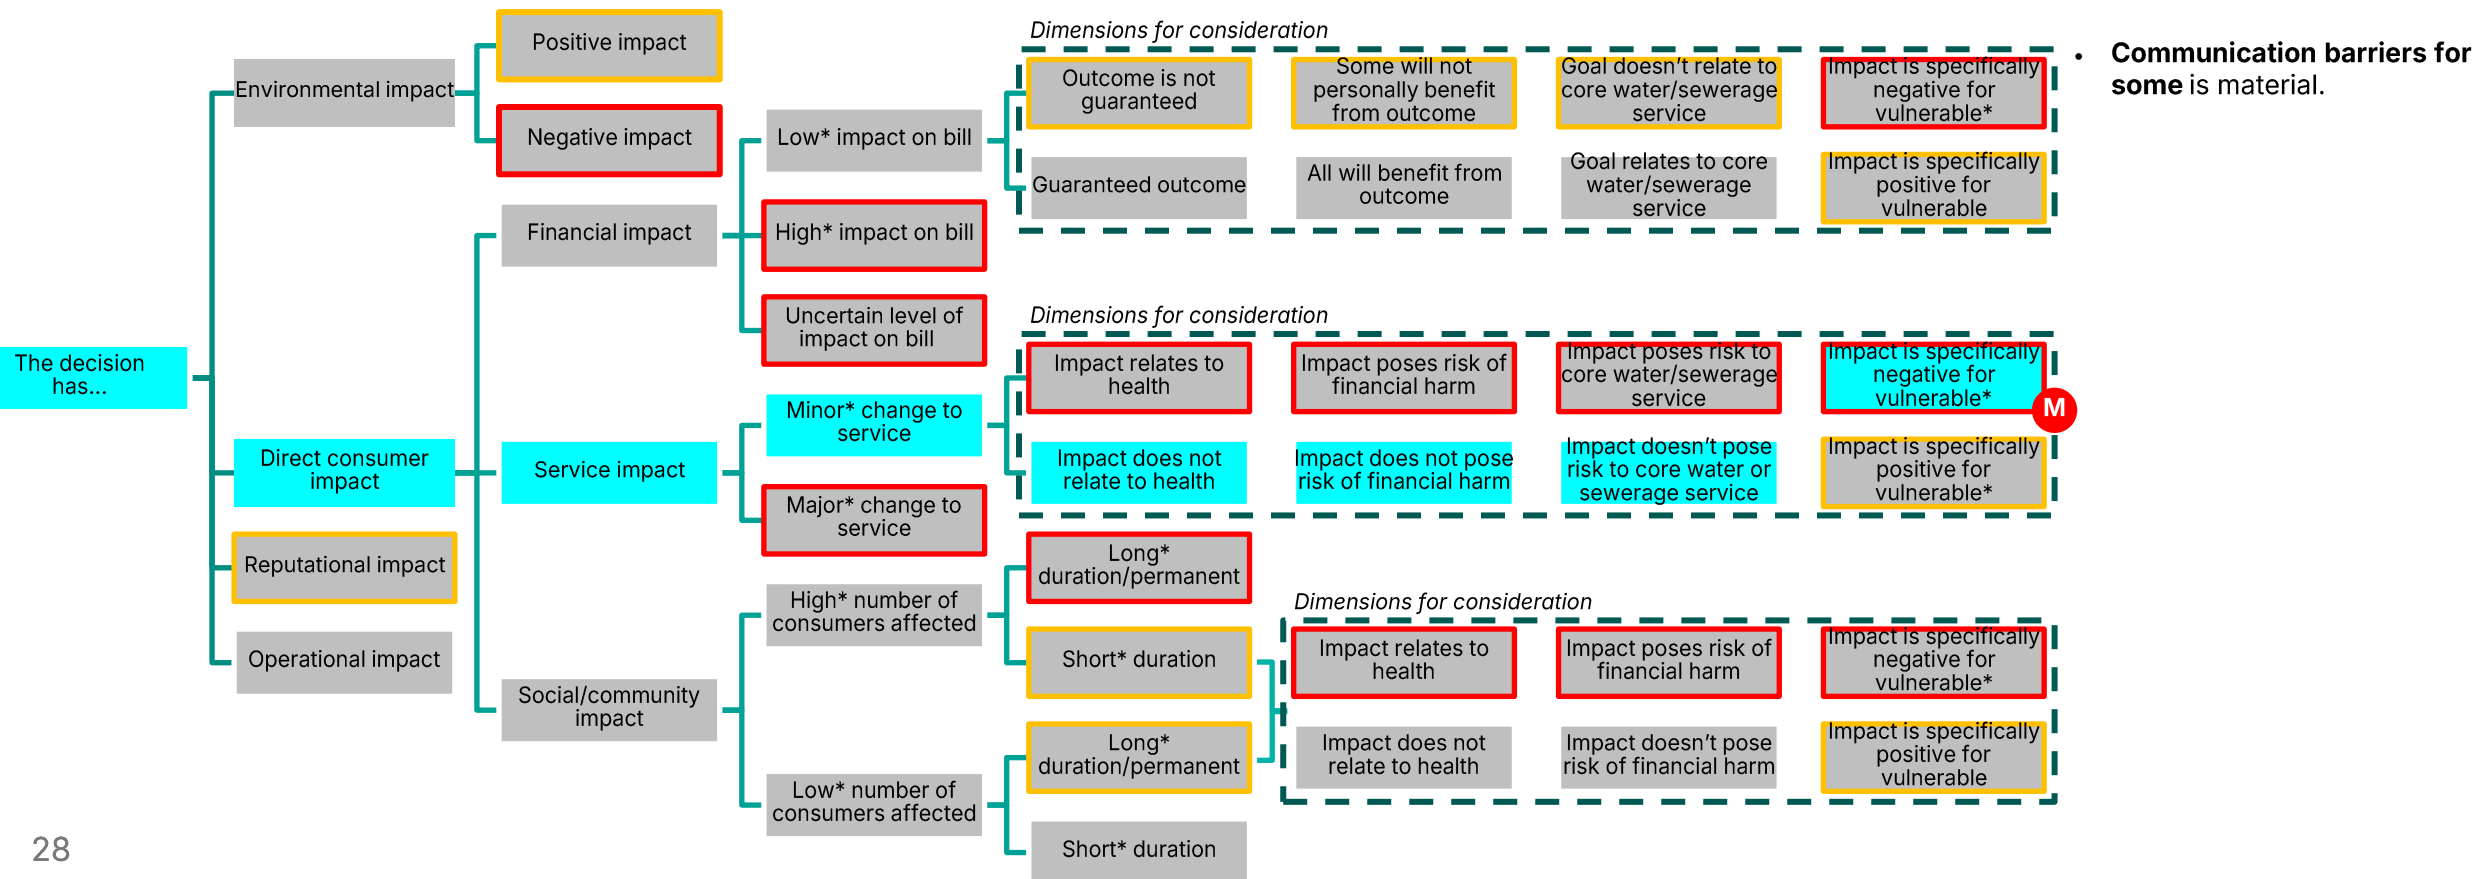 Positive impact
Environmental impact
Negative impact
Financial impact
Low* impact on bill
High* impact on bill
Uncertain level of
impact on bill
Dimensions for consideration
Outcome is not
guaranteed
Some will not
personally benefit
from outcome
Goal doesn’t relate to
core water/sewerage
service
Impact is specifically
negative for
vulnerable*
Guaranteed outcome
All will benefit from
outcome
Goal relates to core
water/sewerage
service
Impact is specifically
positive for
vulnerable
• Communication barriers for
some is material.
The decision
has...
Direct consumer
impact
Reputational impact
Operational impact
Service impact
Minor* change to
service
Major* change to
service
Dimensions for consideration
Impact relates to
health
Impact poses risk of
financial harm
Impact poses risk to
core water/sewerage
service
Impact is specifically
negative for
vulnerable*
M
Impact does not
relate to health
Impact does not pose
risk of financial harm
Impact doesn’t pose
risk to core water or
sewerage service
Impact is specifically
positive for
vulnerable*
Social/community
impact
High* number of
consumers affected
Low* number of
consumers affected
Long*
duration/permanent
Short* duration
Long*
duration/permanent
Short* duration
Dimensions for consideration
Impact relates to
health
Impact poses risk of
financial harm
Impact is specifically
negative for
vulnerable*
Impact does not
relate to health
Impact doesn’t pose
risk of financial harm
Impact is specifically
positive for
vulnerable
28